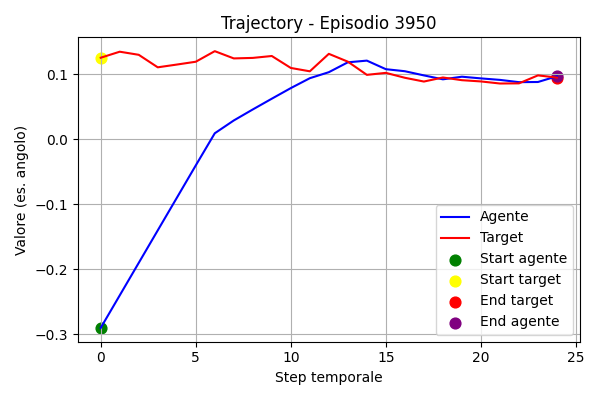 Trajectory - Episodio 3950
Valore (es. angolo)
0.1
0.0
−0.1
−0.2
−0.3
0
5
10
15
20
25
Step temporale
Agente
Target
Start agente
Start target
End target
End agente